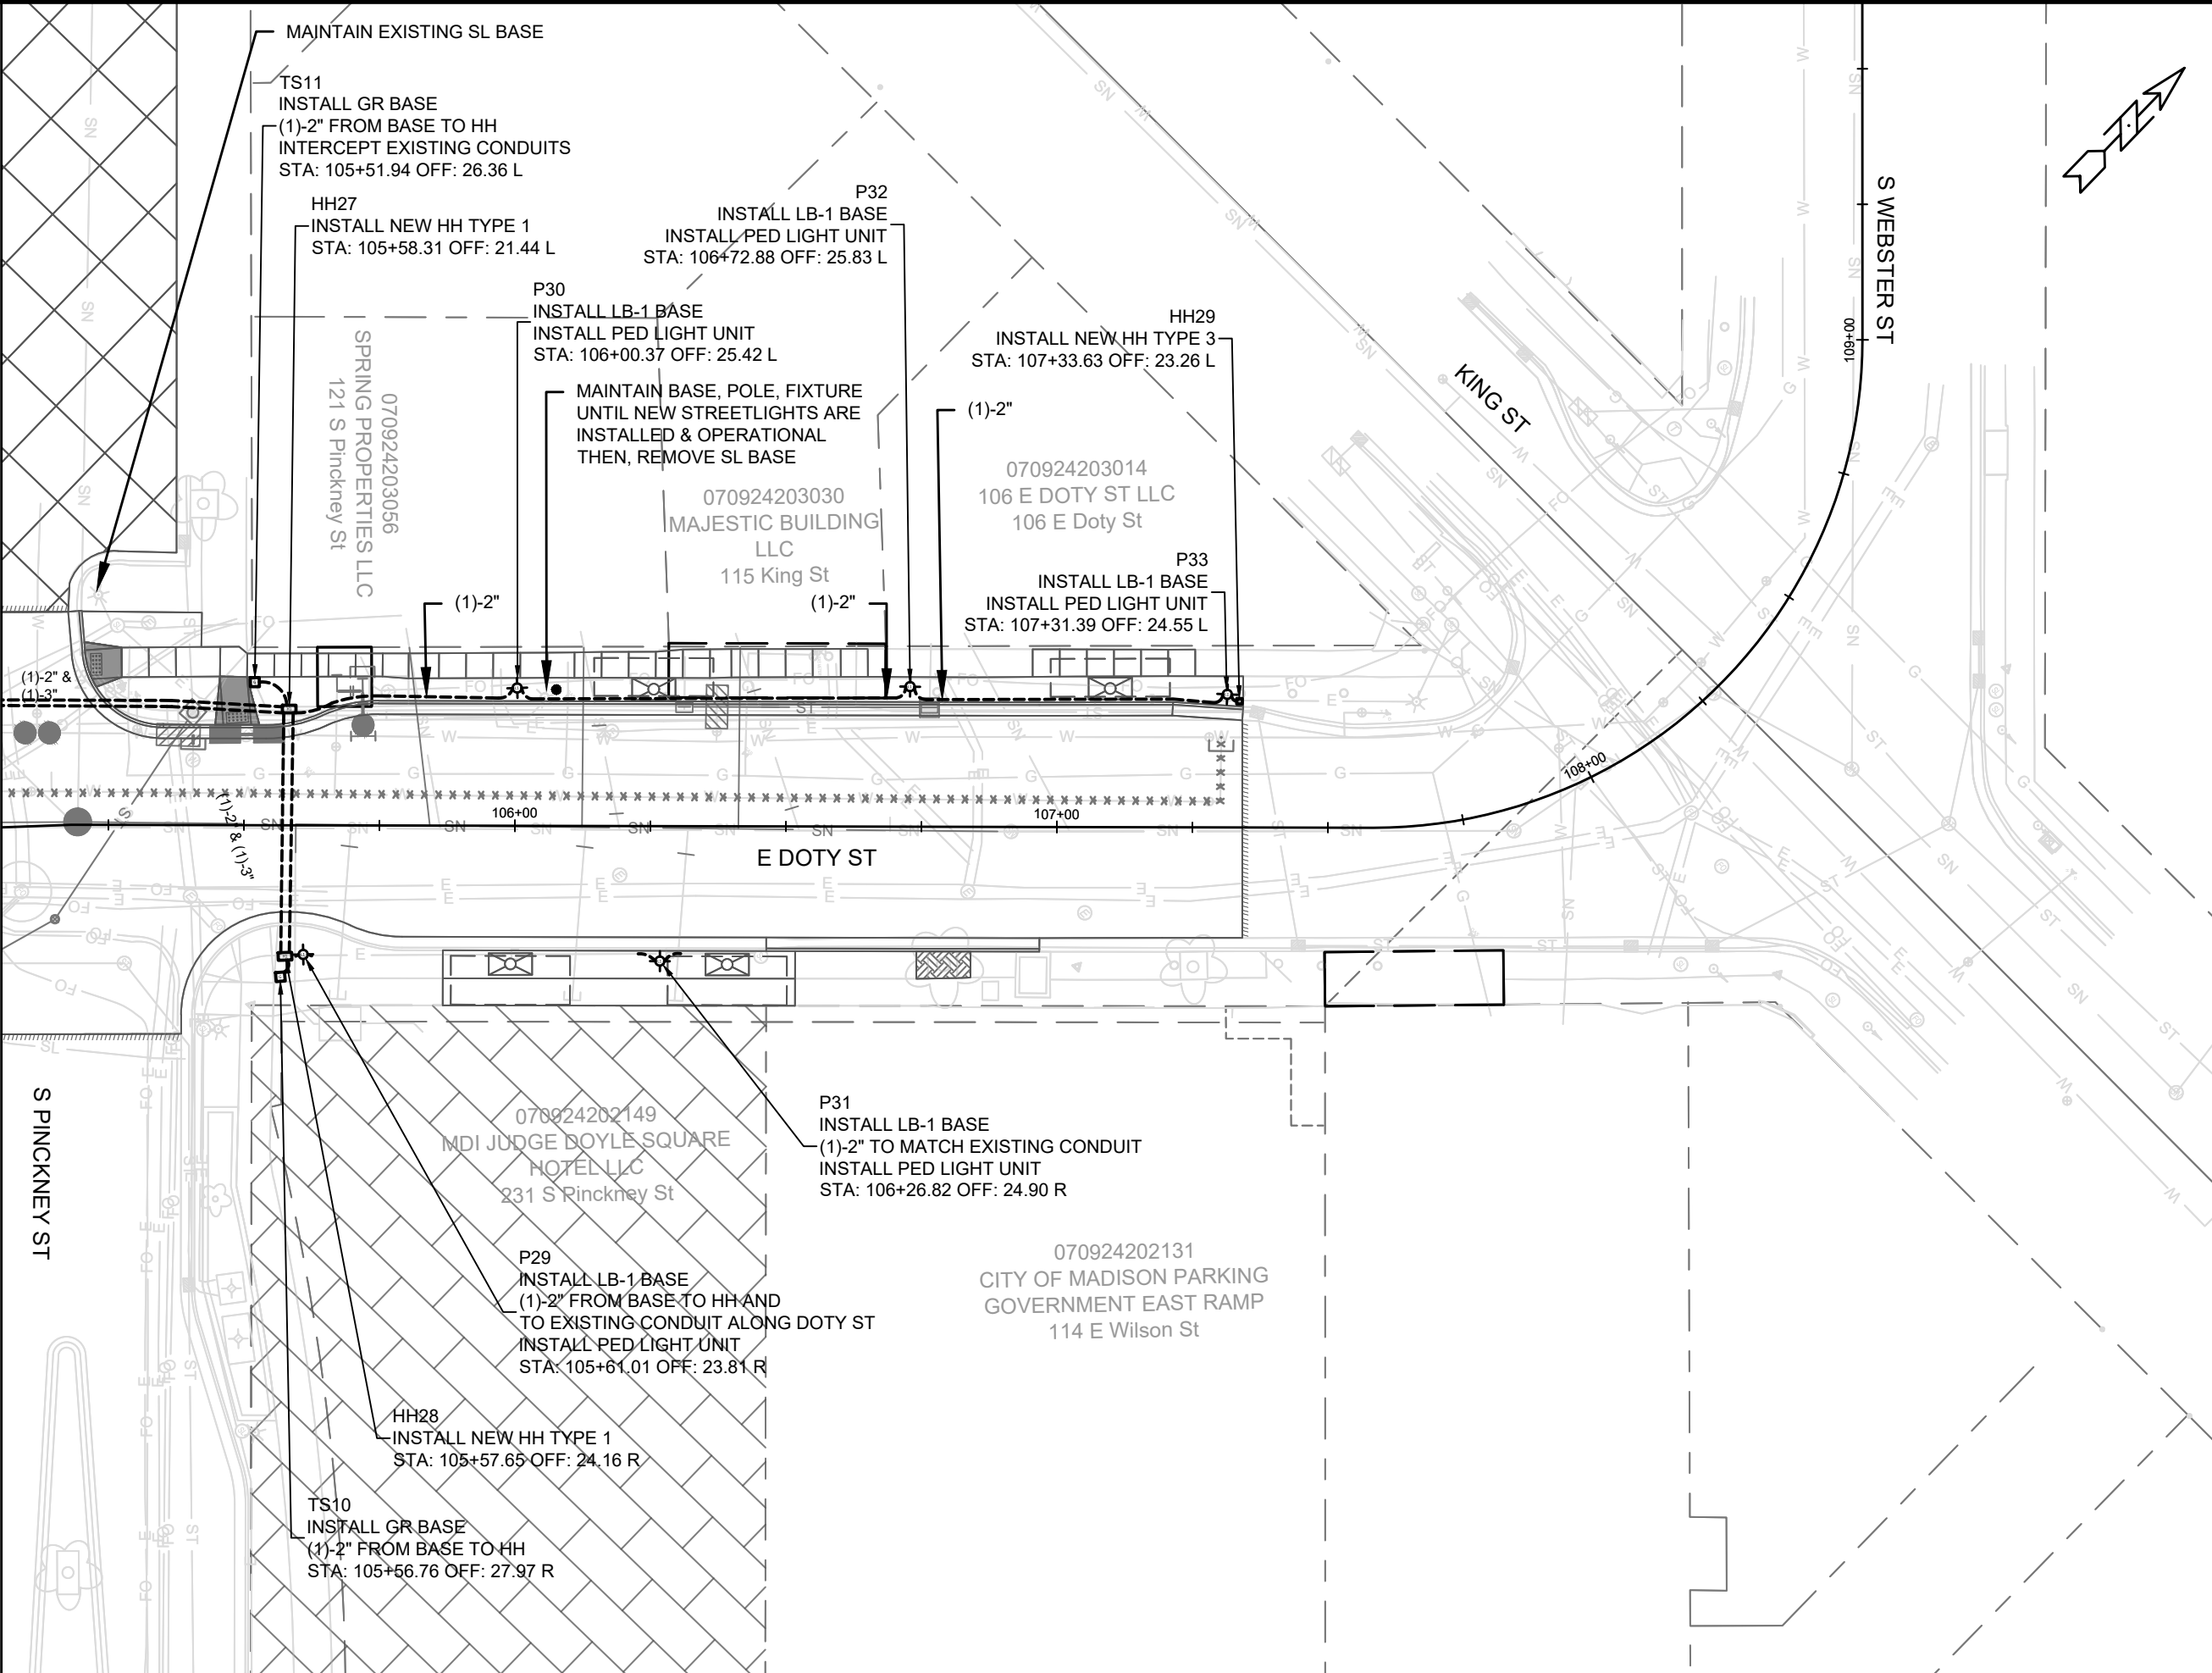 MAINTAIN EXISTING SL BASE
TS11
INSTALL GR BASE
(1)-2" FROM BASE TO HH
INTERCEPT EXISTING CONDUITS
STA: 105+51.94 OFF: 26.36 L
HH27
INSTALL NEW HH TYPE 1
STA: 105+58.31 OFF: 21.44 L
P32
INSTALL LB-1 BASE
INSTALL PED LIGHT UNIT
STA: 106+72.88 OFF: 25.83 L
P30
INSTALL LB-1 BASE
INSTALL PED LIGHT UNIT
STA: 106+00.37 OFF: 25.42 L
HH29
INSTALL NEW HH TYPE 3
STA: 107+33.63 OFF: 23.26 L
MAINTAIN BASE, POLE, FIXTURE
UNTIL NEW STREETLIGHTS ARE
INSTALLED & OPERATIONAL
THEN, REMOVE SL BASE
(1)-2"
S WEBSTER ST
109+00
KING ST
070924203056
SPRING PROPERTIES LLC
121 S Pinckney St
070924203030
MAJESTIC BUILDING
LLC
115 King St
070924203014
106 E DOTY ST LLC
106 E Doty St
P33
INSTALL LB-1 BASE
INSTALL PED LIGHT UNIT
STA: 107+31.39 OFF: 24.55 L
(1)-2"
(1)-2"
(1)-2" &
(1)-3"
(1)-2" & (1)-3"
106+00
107+00
108+00
E DOTY ST
S PINCKNEY ST
070924202149
MDI JUDGE DOYLE SQUARE
HOTEL LLC
231 S Pinckney St
P31
INSTALL LB-1 BASE
(1)-2" TO MATCH EXISTING CONDUIT
INSTALL PED LIGHT UNIT
STA: 106+26.82 OFF: 24.90 R
070924202131
CITY OF MADISON PARKING
GOVERNMENT EAST RAMP
114 E Wilson St
P29
INSTALL LB-1 BASE
(1)-2" FROM BASE TO HH AND
TO EXISTING CONDUIT ALONG DOTY ST
INSTALL PED LIGHT UNIT
STA: 105+61.01 OFF: 23.81 R
HH28
INSTALL NEW HH TYPE 1
STA: 105+57.65 OFF: 24.16 R
TS10
INSTALL GR BASE
(1)-2" FROM BASE TO HH
STA: 105+56.76 OFF: 27.97 R